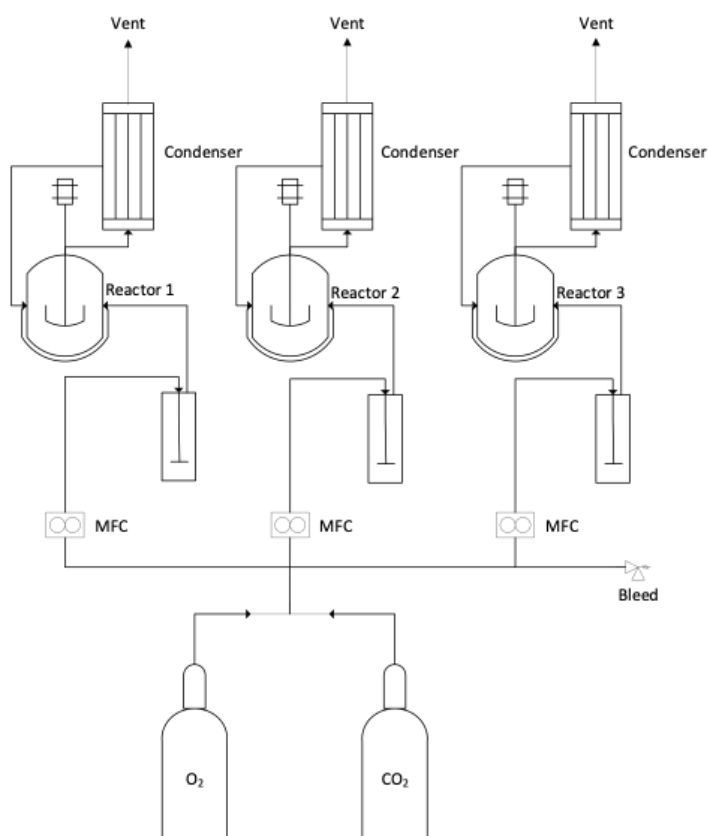 Vent
Vent
Vent
Condenser
Condenser
Condenser
Reactor 1
Reactor 2
Reactor 3
MFC
MFC
MFC
Bleed
O₂
CO₂